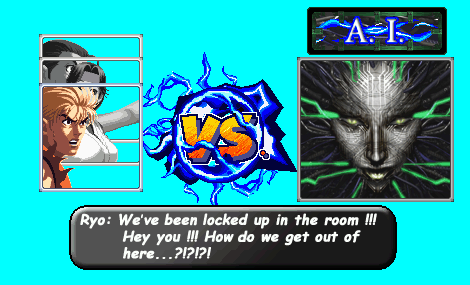 A. I.
VS.
Ryo: We've been locked up in the room !!!
Hey you !!! How do we get out of
here...?!?!?!